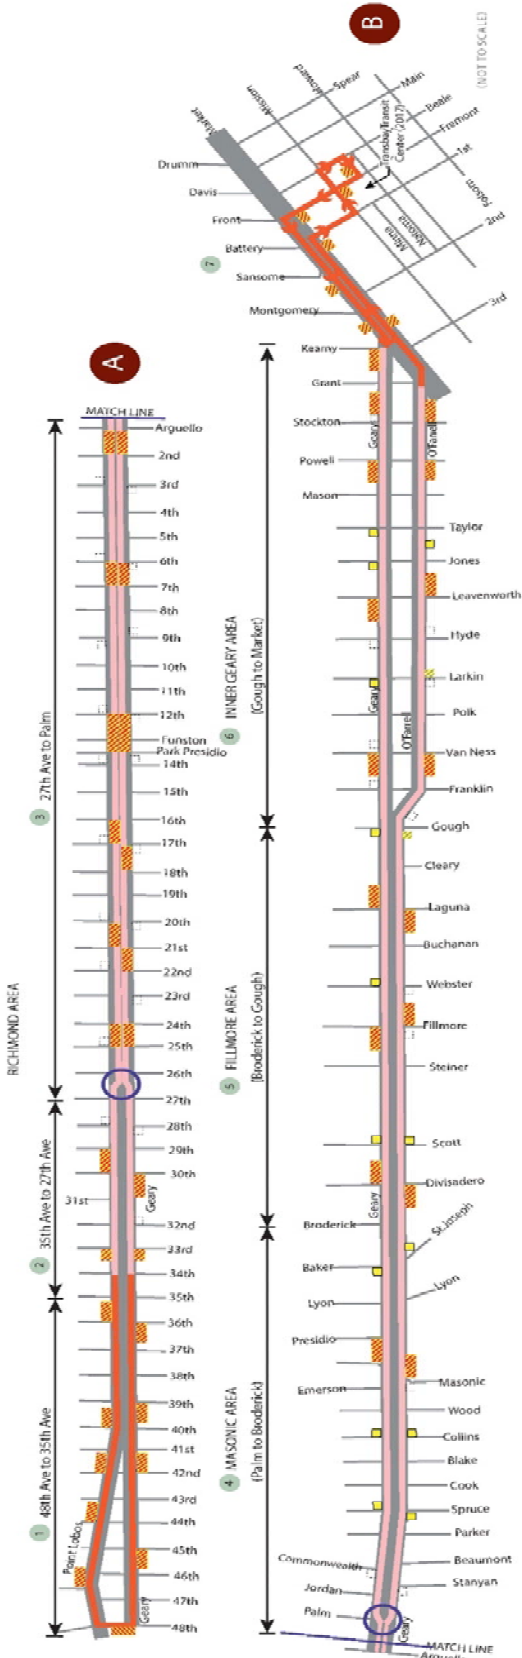 A
RICHMOND AREA
1 48th Ave to 35th Ave
2 35th Ave to 27th Ave
3 27th Ave to Palm
Point Lobos
Geary
48th
47th
46th
45th
44th
43rd
42nd
41st
40th
39th
38th
37th
36th
35th
34th
33rd
32nd
31st
Geary
30th
29th
28th
27th
26th
25th
24th
23rd
22nd
21st
20th
19th
18th
17th
16th
15th
14th
Park Presidio
Funston
12th
11th
10th
9th
8th
7th
6th
5th
4th
3rd
2nd
Arguello
MATCH LINE
B
4 MASONIC AREA
(Palm to Broderick)
5 FILLMORE AREA
(Broderick to Gough)
6 INNER GEARY AREA
(Gough to Market)
7
MATCH LINE
Arguello
Geary
Palm
Jordan
Commonwealth
Stanyan
Beaumont
Parker
Spruce
Cook
Blake
Collins
Wood
Masonic
Emerson
Presidio
Lyon
Lyon
Baker
St.Joseph
Broderick
Geary
Divisadero
Scott
Steiner
Fillmore
Webster
Buchanan
Laguna
Cleary
Gough
Franklin
Van Ness
O'Farrell
Polk
Geary
Larkin
Hyde
Leavenworth
Jones
Taylor
Mason
Powell
Geary
O'Farrell
Stockton
Grant
Kearny
Montgomery
Sansome
Battery
Front
Davis
Drumm
Market
Mission
Howard
Folsom
Spear
Main
Beale
Fremont
1st
2nd
3rd
Minna
Natoma
Transbay Transit
Center (2017)
(NOT TO SCALE)